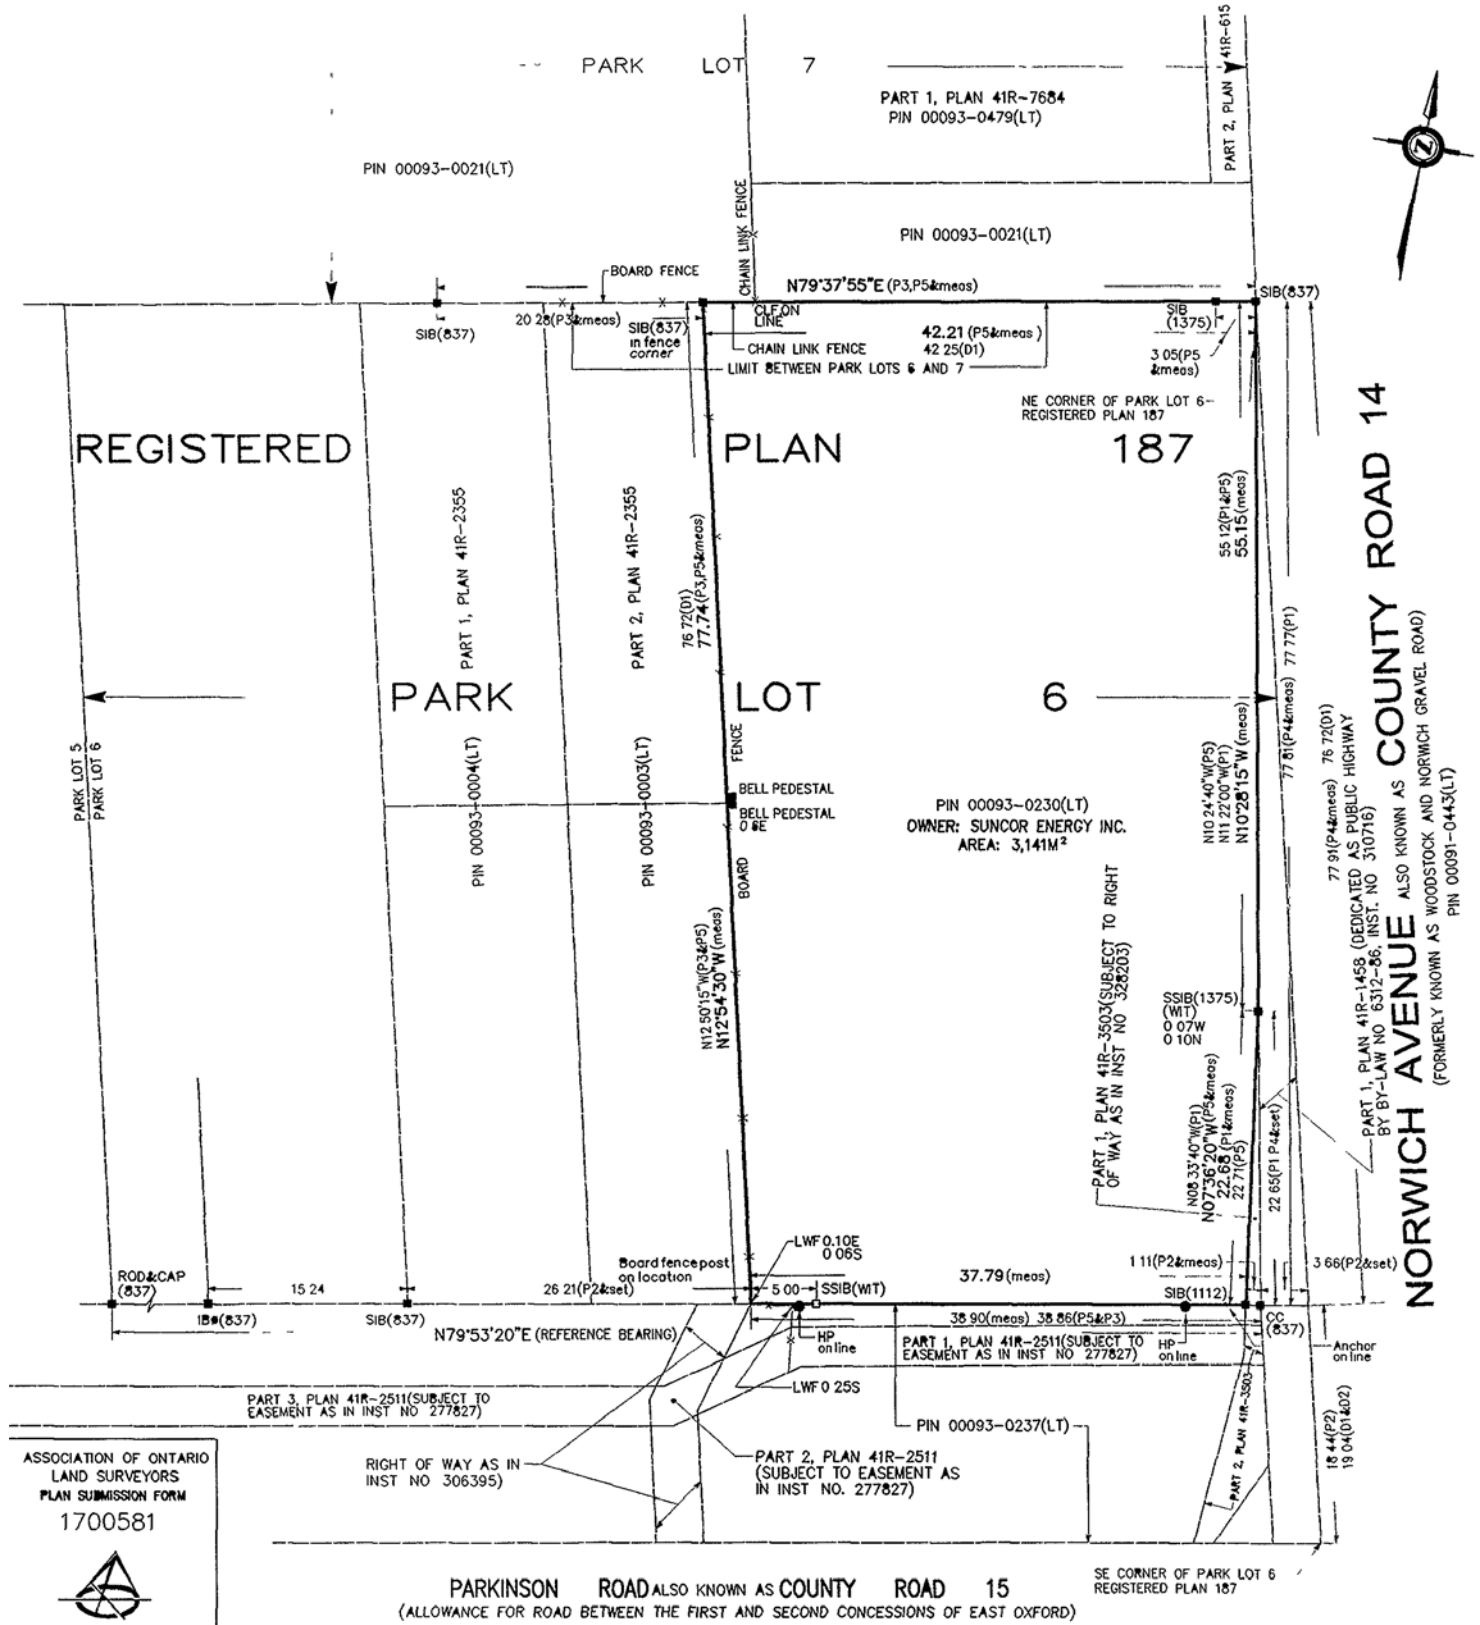 PARK LOT 7
PART 2, PLAN 41R-615
PART 1, PLAN 41R-7684
PIN 00093-0479(LT)
PIN 00093-0021(LT)
CHAIN LINK FENCE
PIN 00093-0021(LT)
Z
BOARD FENCE
N79°37'55"E (P3,P5&meas)
SIB(837)
SIB(837)
20 28(P3&meas)
SIB(837)
in fence
corner
CLF ON
LINE
CHAIN LINK FENCE
42.21 (P5&meas)
42 25(D1)
SIB
(1375)
3 05(P5
&meas)
LIMIT BETWEEN PARK LOTS 6 AND 7
NE CORNER OF PARK LOT 6
REGISTERED PLAN 187
REGISTERED PLAN 187
PART 1, PLAN 41R-2355
PART 2, PLAN 41R-2355
76 72(D1)
77.74(P3,P5&meas)
55 12(P1&P5)
55.15(meas)
77 81(P4&meas) 77 77(P1)
77 91(P4&meas) 76 72(D1)
PARK LOT 6
PARK LOT 5
PARK LOT 6
PIN 00093-0004(LT)
PIN 00093-0003(LT)
BOARD FENCE
BELL PEDESTAL
BELL PEDESTAL
PIN 00093-0230(LT)
OWNER: SUNCOR ENERGY INC.
AREA: 3,141M²
N10 24'40"W(P5)
N11 22'00"W(P1)
N10°28'15"W (meas)
N12 50'15"W(P3&P5)
N12°54'30"W (meas)
PART 1, PLAN 41R-3503(SUBJECT TO RIGHT
OF WAY AS IN INST NO 328203)
SSIB(1375)
(WIT)
0 07W
0 10N
N08 33'40"W(P1)
N07°36'20"W(P5&meas)
22.68 (P1&meas)
22 71(P5)
22 65(P1 P4&set)
PART 1, PLAN 41R-1458 (DEDICATED AS PUBLIC HIGHWAY
BY BY-LAW NO 6312-86, INST. NO 310716)
NORWICH AVENUE ALSO KNOWN AS COUNTY ROAD 14
(FORMERLY KNOWN AS WOODSTOCK AND NORWICH GRAVEL ROAD)
PIN 00091-0443(LT)
ROD&CAP
(837)
15 24
Board fence post
on location
26 21(P2&set)
LWF 0.10E
0 06S
5 00
SSIB(WIT)
37.79 (meas)
1 11(P2&meas)
3 66(P2&set)
SIB(1112)
SIB(837)
N79°53'20"E (REFERENCE BEARING)
38 90(meas) 38 86(P5&P3)
CC
(837)
HP
on line
PART 1, PLAN 41R-2511(SUBJECT TO
EASEMENT AS IN INST NO 277827)
HP
on line
Anchor
on line
LWF 0 25S
PART 3, PLAN 41R-2511(SUBJECT TO
EASEMENT AS IN INST NO 277827)
PIN 00093-0237(LT)
PART 2, PLAN 41R-3503
18 44(P2)
19 04(D1&D2)
RIGHT OF WAY AS IN
INST NO 306395)
PART 2, PLAN 41R-2511
(SUBJECT TO EASEMENT AS
IN INST NO. 277827)
ASSOCIATION OF ONTARIO
LAND SURVEYORS
PLAN SUBMISSION FORM
1700581
PARKINSON ROAD ALSO KNOWN AS COUNTY ROAD 15
(ALLOWANCE FOR ROAD BETWEEN THE FIRST AND SECOND CONCESSIONS OF EAST OXFORD)
SE CORNER OF PARK LOT 6
REGISTERED PLAN 187